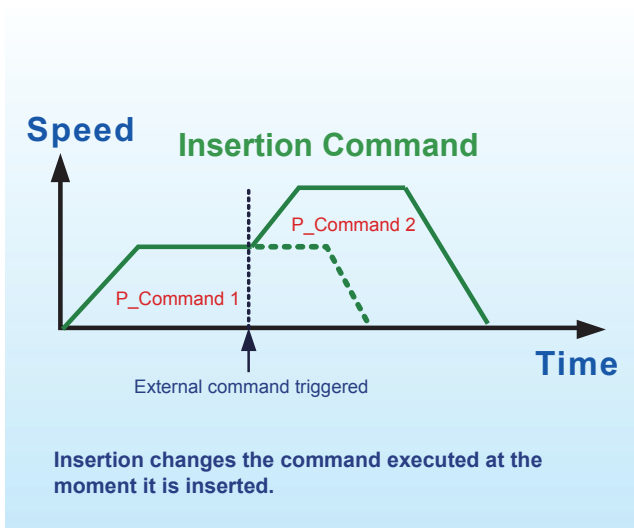 Speed
Insertion Command
P_Command 2
P_Command 1
Time
External command triggered
Insertion changes the command executed at the
moment it is inserted.